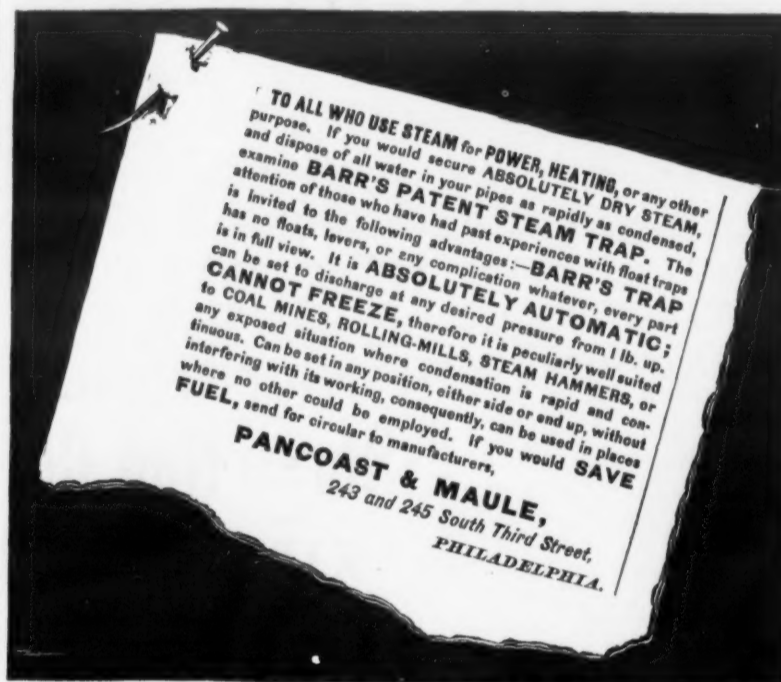 TO ALL WHO USE STEAM for POWER, HEATING, or any other
purpose. If you would secure ABSOLUTELY DRY STEAM,
and dispose of all water in your pipes as rapidly as condensed,
examine BARR'S PATENT STEAM TRAP. The
attention of those who have had past experiences with float traps
is invited to the following advantages:—BARR'S TRAP
has no floats, levers, or any complication whatever, every part
is in full view. It is ABSOLUTELY AUTOMATIC;
can be set to discharge at any desired pressure from 1 lb. up.
CANNOT FREEZE, therefore it is peculiarly well suited
to COAL MINES, ROLLING-MILLS, STEAM HAMMERS, or
any exposed situation where condensation is rapid and con-
tinuous. Can be set in any position, either side or end up, without
interfering with its working, consequently, can be used in places
where no other could be employed. If you would SAVE
FUEL, send for circular to manufacturers,
PANCOAST & MAULE,
243 and 245 South Third Street,
PHILADELPHIA.